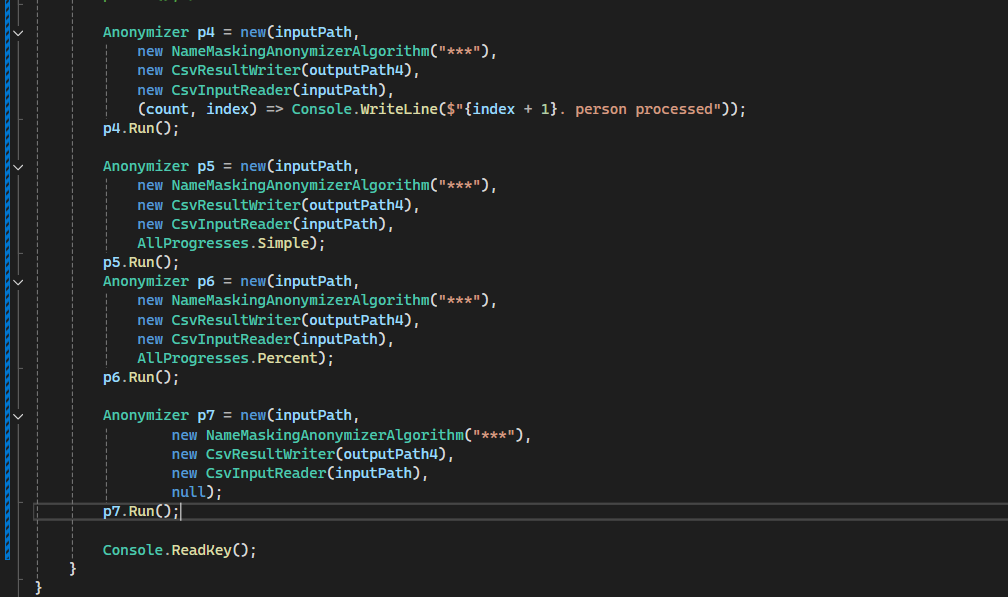 Anonymizer p4 = new(inputPath,
new NameMaskingAnonymizerAlgorithm("***"),
new CsvResultWriter(outputPath4),
new CsvInputReader(inputPath),
(count, index) => Console.WriteLine($"{index + 1}. person processed"));
p4.Run();
Anonymizer p5 = new(inputPath,
new NameMaskingAnonymizerAlgorithm("***"),
new CsvResultWriter(outputPath4),
new CsvInputReader(inputPath),
AllProgresses.Simple);
p5.Run();
Anonymizer p6 = new(inputPath,
new NameMaskingAnonymizerAlgorithm("***"),
new CsvResultWriter(outputPath4),
new CsvInputReader(inputPath),
AllProgresses.Percent);
p6.Run();
Anonymizer p7 = new(inputPath,
new NameMaskingAnonymizerAlgorithm("***"),
new CsvResultWriter(outputPath4),
new CsvInputReader(inputPath),
null);
p7.Run();
Console.ReadKey();
}
}